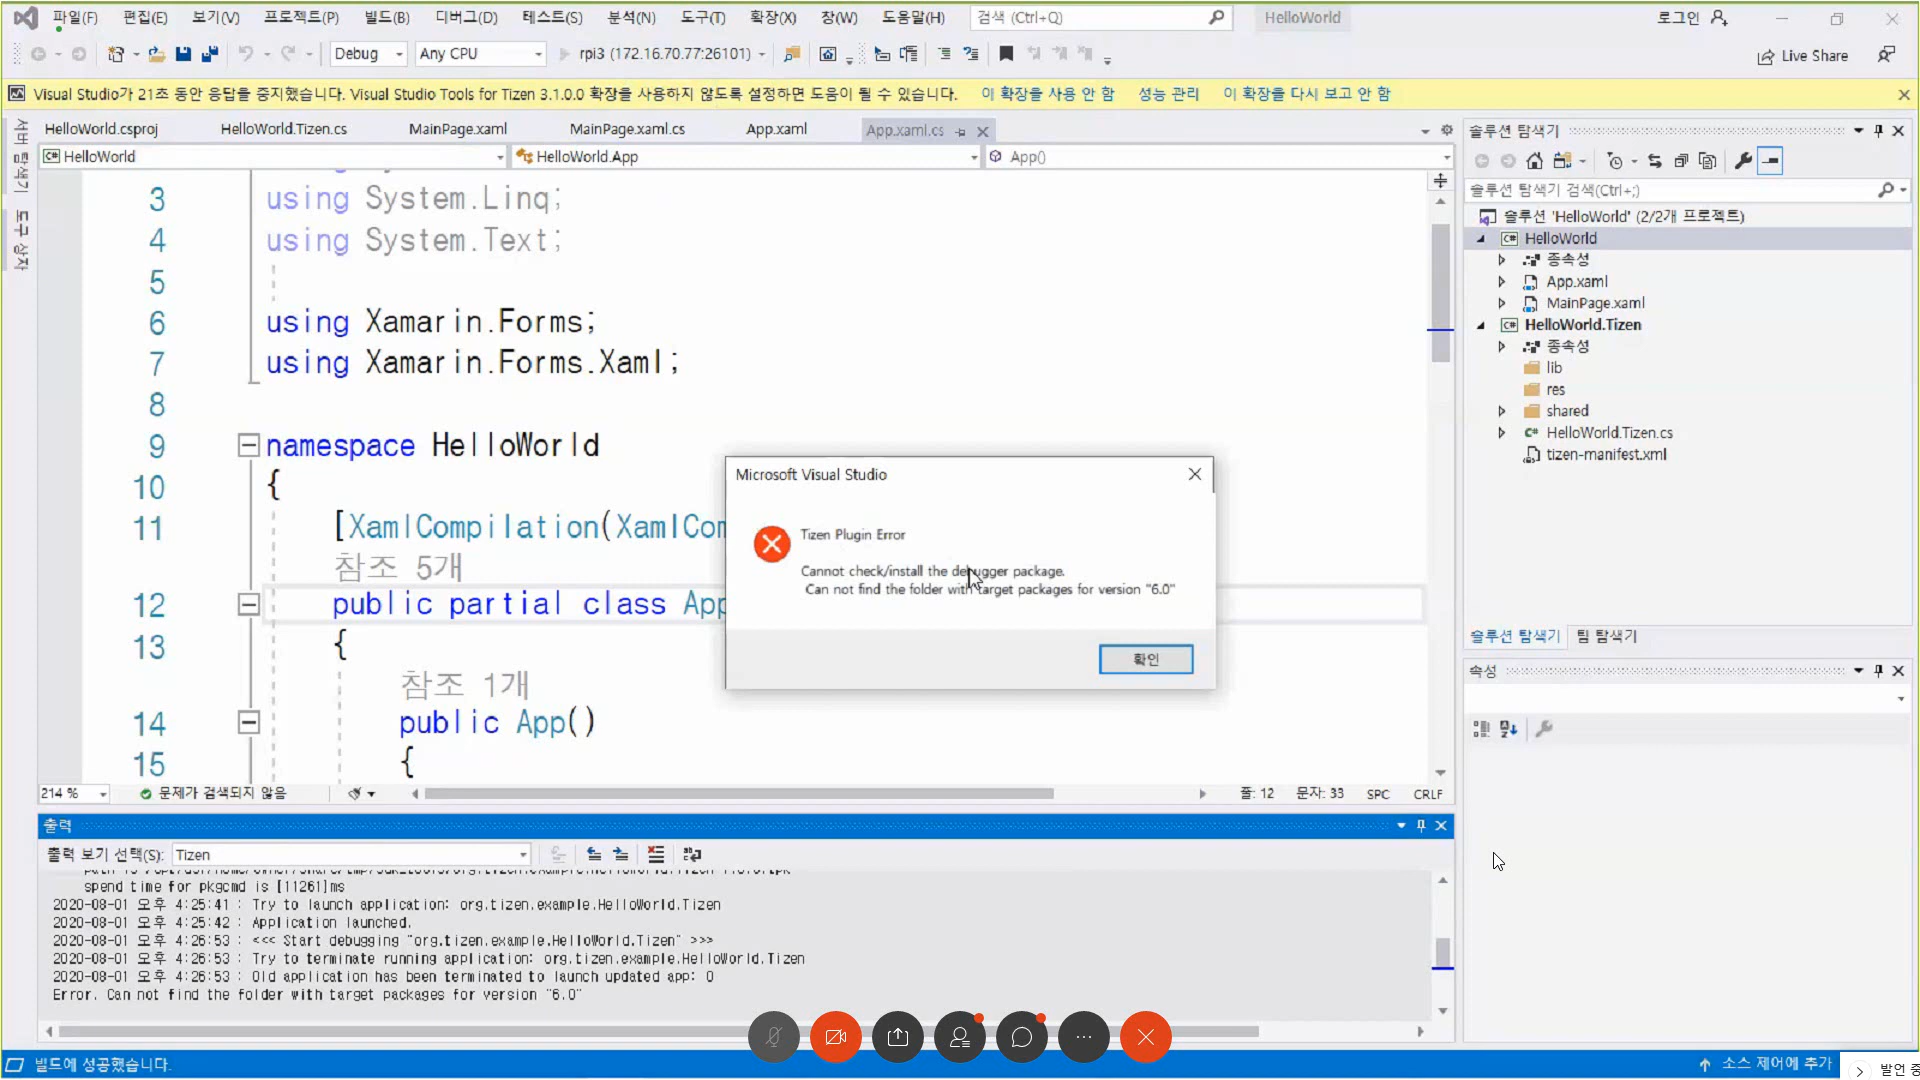 파일(F) 편집(E) 보기(V) 프로젝트(P) 빌드(B) 디버그(D) 테스트(S) 분석(N) 도구(T) 확장(X) 창(W) 도움말(H) 검색 (Ctrl+Q) HelloWorld 로그인
Debug Any CPU rpi3 (172.16.70.77:26101) Live Share
Visual Studio가 21초 동안 응답을 중지했습니다. Visual Studio Tools for Tizen 3.1.0.0 확장을 사용하지 않도록 설정하면 도움이 될 수 있습니다. 이 확장을 사용 안 함 성능 관리 이 확장을 다시 보고 안 함
서버 탐색기
도구 상자
HelloWorld.csproj HelloWorld.Tizen.cs MainPage.xaml MainPage.xaml.cs App.xaml App.xaml.cs
HelloWorld HelloWorld.App App()
3 using System.Linq;
4 using System.Text;
5
6 using Xamarin.Forms;
7 using Xamarin.Forms.Xaml;
8
9 namespace HelloWorld
10 {
11 [XamlCompilation(XamlCom
참조 5개
12 public partial class App
13 {
참조 1개
14 public App()
15 {
214 % 문제가 검색되지 않음 줄: 12 문자: 33 SPC CRLF
Microsoft Visual Studio
Tizen Plugin Error
Cannot check/install the debugger package.
Can not find the folder with target packages for version "6.0"
확인
솔루션 탐색기
솔루션 탐색기 검색(Ctrl+;)
솔루션 'HelloWorld' (2/2개 프로젝트)
C# HelloWorld
종속성
App.xaml
MainPage.xaml
C# HelloWorld.Tizen
종속성
lib
res
shared
C# HelloWorld.Tizen.cs
tizen-manifest.xml
솔루션 탐색기 팀 탐색기
속성
출력
출력 보기 선택(S): Tizen
spend time for pkgcmd is [11261]ms
2020-08-01 오후 4:25:41 : Try to launch application: org.tizen.example.HelloWorld.Tizen
2020-08-01 오후 4:25:42 : Application launched.
2020-08-01 오후 4:26:53 : <<< Start debugging "org.tizen.example.HelloWorld.Tizen" >>>
2020-08-01 오후 4:26:53 : Try to terminate running application: org.tizen.example.HelloWorld.Tizen
2020-08-01 오후 4:26:53 : Old application has been terminated to launch updated app: 0
Error. Can not find the folder with target packages for version "6.0"
빌드에 성공했습니다. 소스 제어에 추가 발언 중